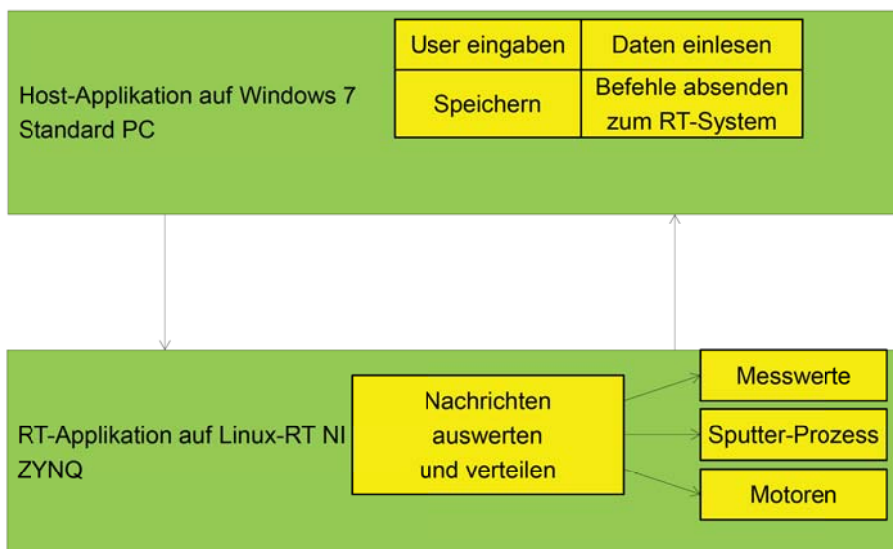 Host-Applikation auf Windows 7
Standard PC
User eingaben
Daten einlesen
Speichern
Befehle absenden
zum RT-System
RT-Applikation auf Linux-RT NI
ZYNQ
Nachrichten
auswerten
und verteilen
Messwerte
Sputter-Prozess
Motoren